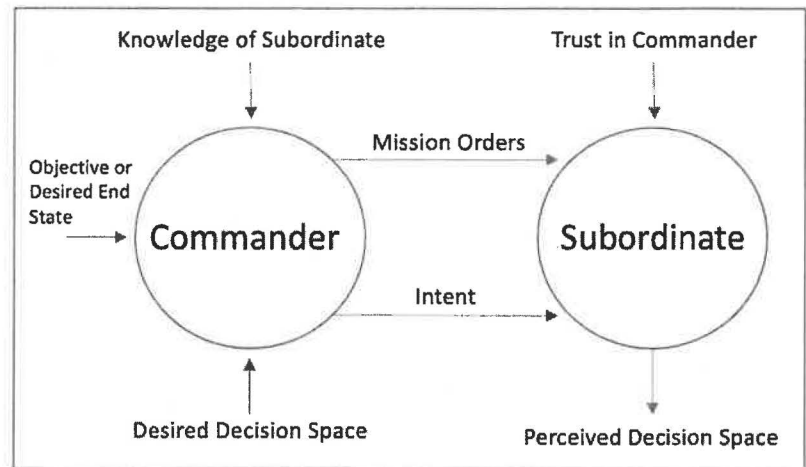 Knowledge of Subordinate
Trust in Commander
Mission Orders
Objective or
Desired End
State
Commander
Subordinate
Intent
Desired Decision Space
Perceived Decision Space